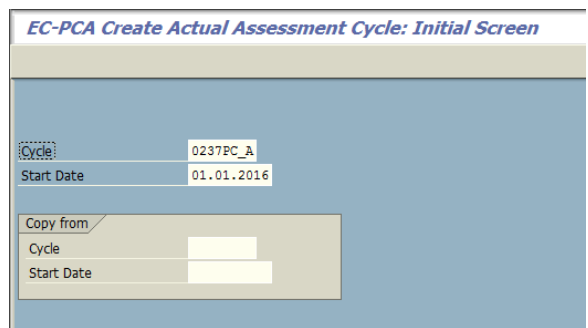 EC-PCA Create Actual Assessment Cycle: Initial Screen
Cycle 0237PC_A
Start Date 01.01.2016
Copy from
Cycle
Start Date